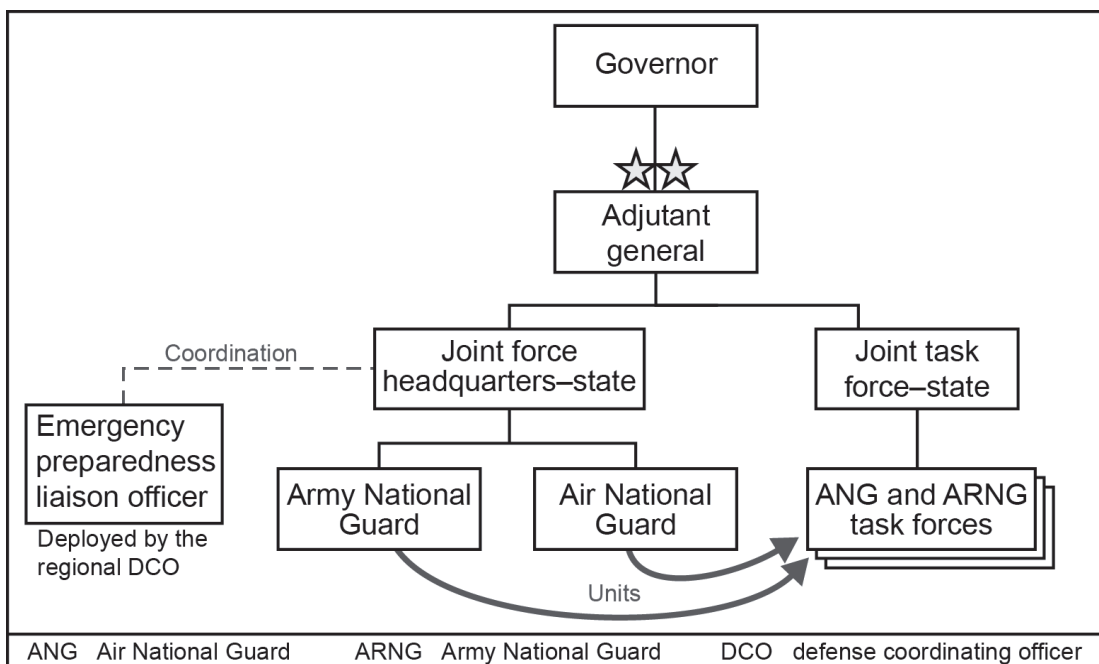 Governor
Adjutant
general
Coordination
Joint force
headquarters–state
Joint task
force–state
Emergency
preparedness
liaison officer
Deployed by the
regional DCO
Army National
Guard
Air National
Guard
ANG and ARNG
task forces
Units
ANG Air National Guard ARNG Army National Guard DCO defense coordinating officer